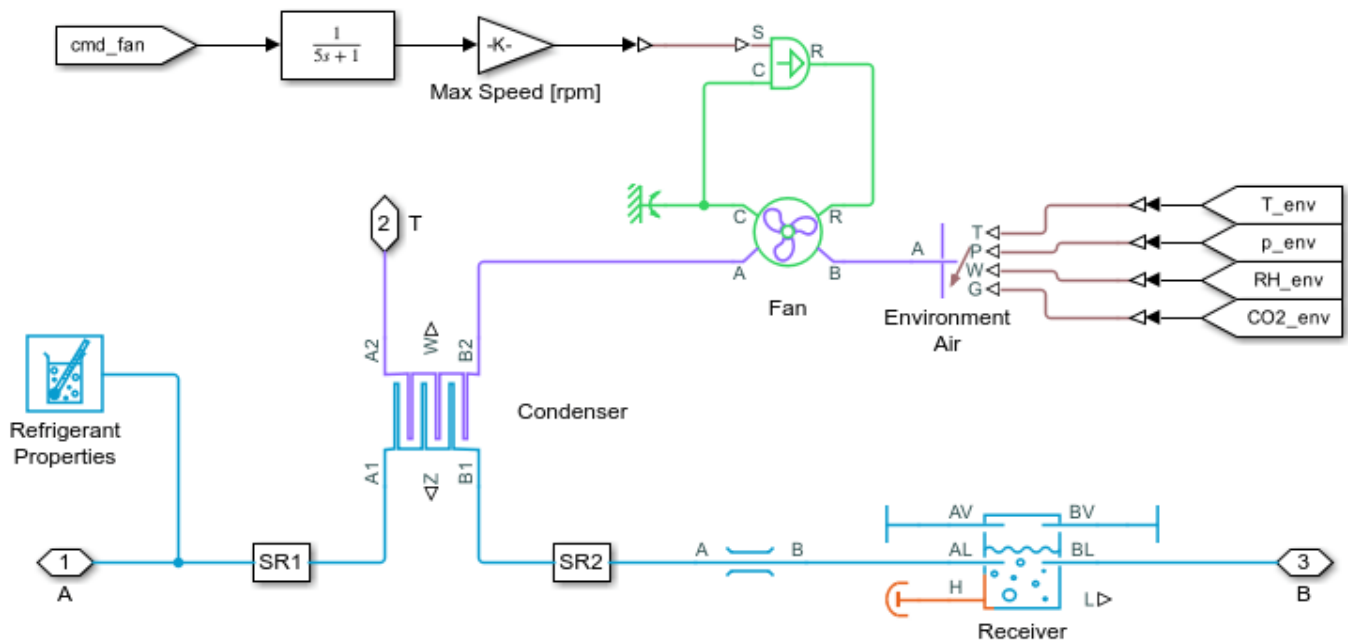 cmd_fan
1
5s + 1
-K-
Max Speed [rpm]
S
C
R
2
T
C
R
A
B
Fan
A
T
P
W
G
Environment
Air
T_env
p_env
RH_env
CO2_env
A2
W
B2
Refrigerant
Properties
Condenser
A1
Z
B1
1
A
SR1
SR2
A
B
AV
BV
AL
BL
H
L
Receiver
3
B